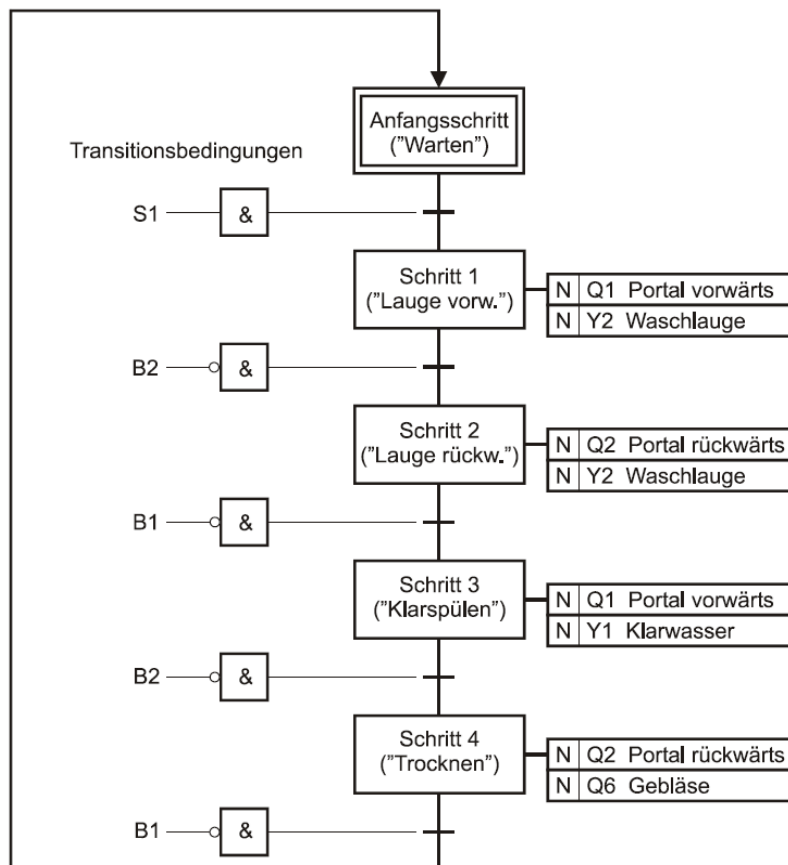 Anfangsschritt
("Warten")
Transitionsbedingungen
S1 &
Schritt 1
("Lauge vorw.")
N Q1 Portal vorwärts
N Y2 Waschlauge
B2 &
Schritt 2
("Lauge rückw.")
N Q2 Portal rückwärts
N Y2 Waschlauge
B1 &
Schritt 3
("Klarspülen")
N Q1 Portal vorwärts
N Y1 Klarwasser
B2 &
Schritt 4
("Trocknen")
N Q2 Portal rückwärts
N Q6 Gebläse
B1 &